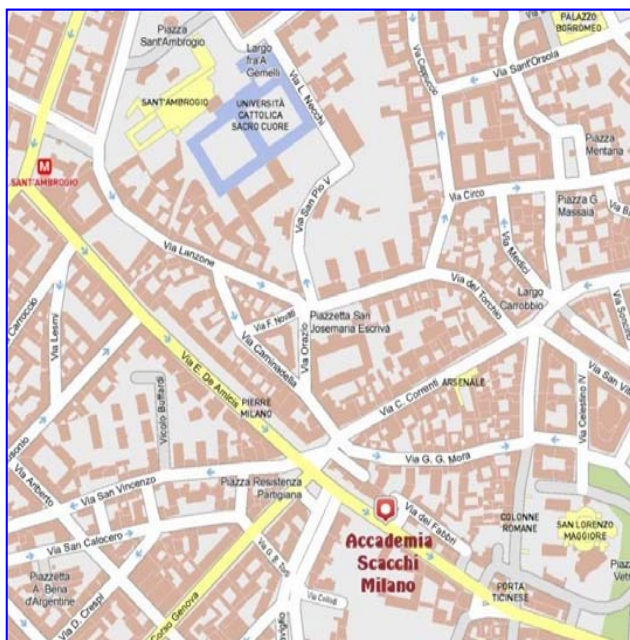 Piazza
Sant'Ambrogio
Largo
fra A
Gemelli
PALAZZO
BORROMEO
Via Cappuccio
Via Sant'Orsola
SANT'AMBROGIO
UNIVERSITÀ
CATTOLICA
SACRO CUORE
Via L. Necchi
Piazza
Mentana
M
SANT'AMBROGIO
Via San Pio V
Via Circo
Piazza G.
Massaia
Via Lanzone
Via Medici
Via del Torchio
Largo
Carrobbio
Via F. Novati
Piazzetta San
Josemaria Escrivà
Via Orazio
Via Lesmi
Via Caminadella
Via E. De Amicis
Via C. Correnti
ARSENALE
Via Celestino IV
PIERRE
MILANO
Vicolo Buffardi
Via G. G. Mora
Via Ariberto
Via San Vincenzo
Piazza Resistenza
Partigiana
Via dei Fabbri
COLONNE
ROMANE
SAN LORENZO
MAGGIORE
Accademia
Scacchi
Milano
Via San Calocero
Piazzetta
A. Bena
d'Argentine
Via D. Crespi
Corso Genova
PORTA
TICINESE